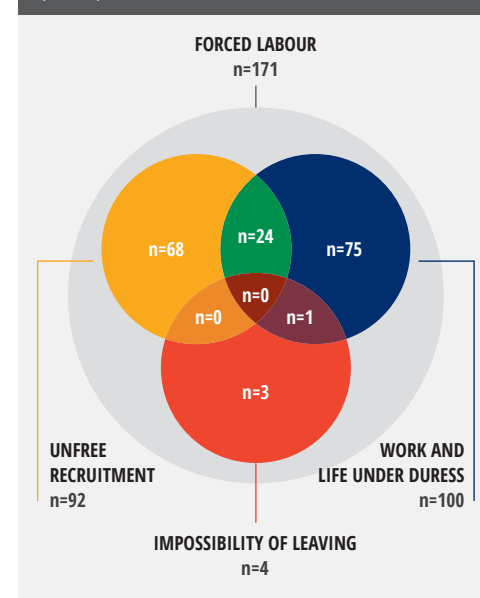 FORCED LABOUR
n=171
n=68
n=24
n=75
n=0
n=0
n=1
n=3
UNFREE
RECRUITMENT
n=92
WORK AND
LIFE UNDER DURESS
n=100
IMPOSSIBILITY OF LEAVING
n=4